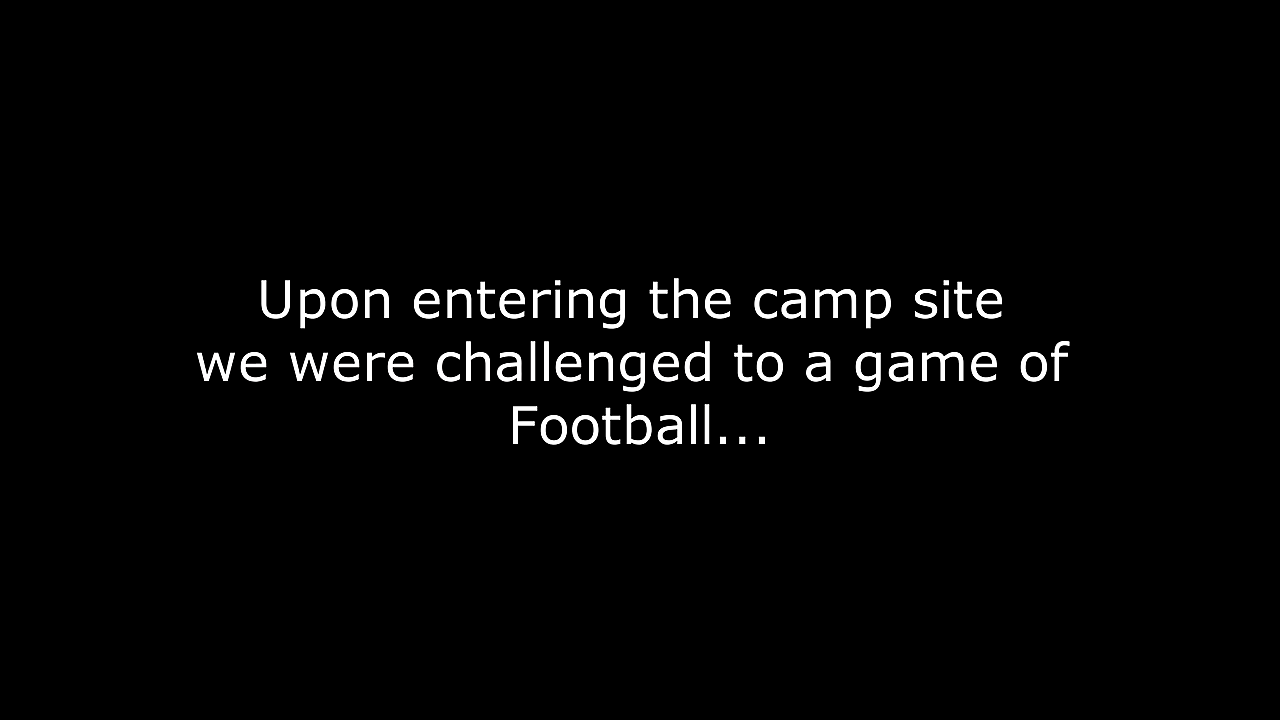 Upon entering the camp site
we were challenged to a game of
Football...